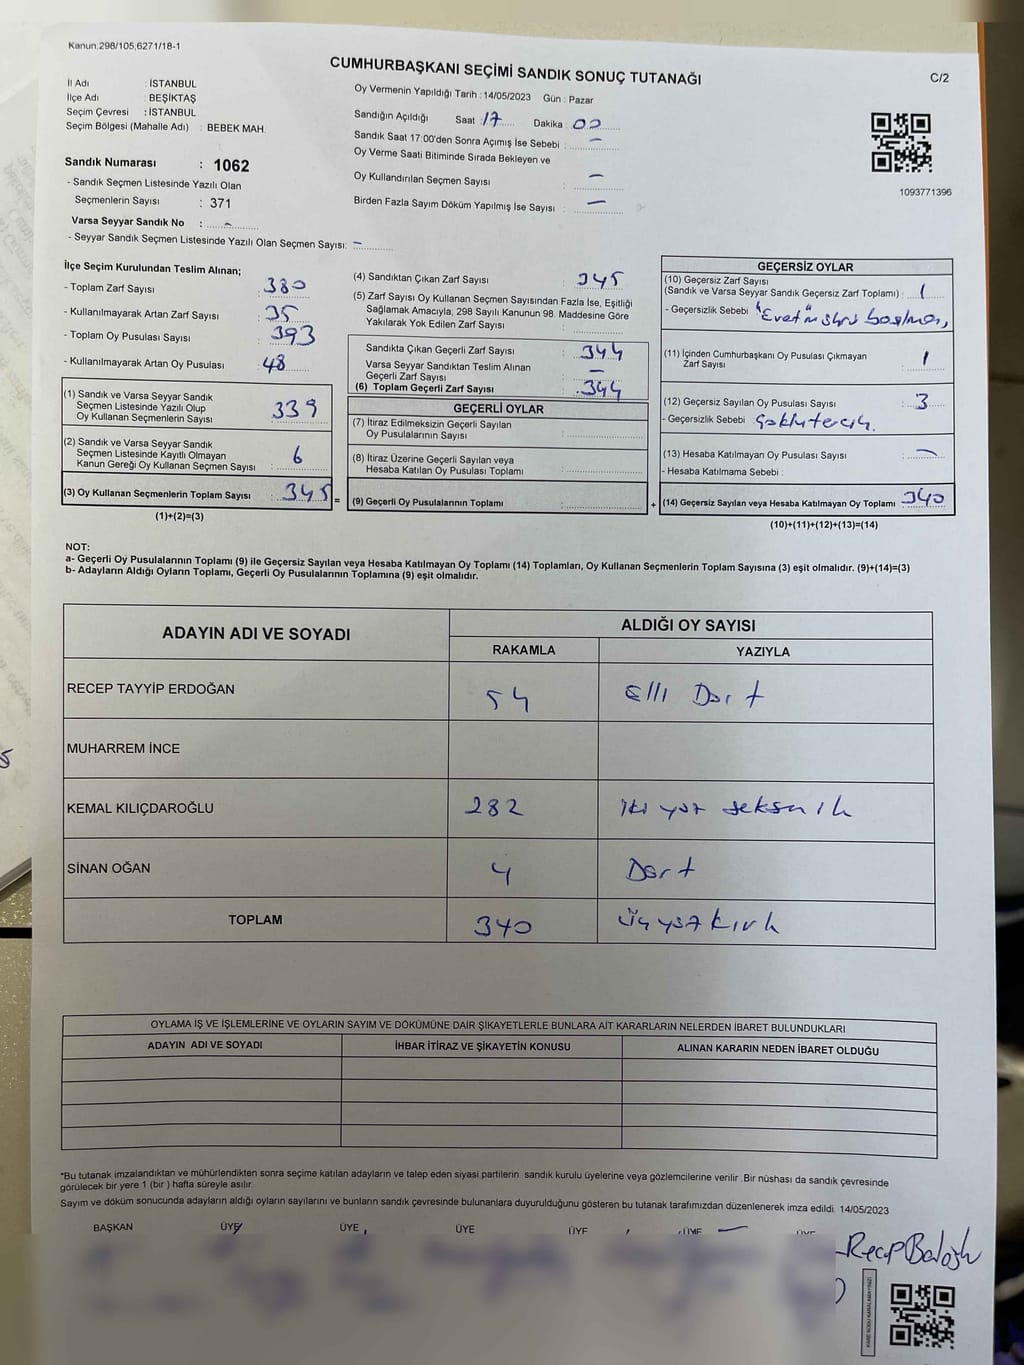 Kanun:298/105;6271/18-1
CUMHURBAŞKANI SEÇİMİ SANDIK SONUÇ TUTANAĞI
C/2
İl Adı : İSTANBUL
İlçe Adı : BEŞİKTAŞ
Seçim Çevresi : İSTANBUL
Seçim Bölgesi (Mahalle Adı) : BEBEK MAH.
Oy Vermenin Yapıldığı Tarih : 14/05/2023 Gün : Pazar
Sandığın Açıldığı Saat : 17 Dakika : 00
Sandık Saat 17:00'den Sonra Açımış İse Sebebi : —
Oy Verme Saati Bitiminde Sırada Bekleyen ve
Oy Kullandırılan Seçmen Sayısı : —
Birden Fazla Sayım Döküm Yapılmış İse Sayısı : —
1093771396
Sandık Numarası : 1062
- Sandık Seçmen Listesinde Yazılı Olan
Seçmenlerin Sayısı : 371
Varsa Seyyar Sandık No : –
- Seyyar Sandık Seçmen Listesinde Yazılı Olan Seçmen Sayısı: –
İlçe Seçim Kurulundan Teslim Alınan;
- Toplam Zarf Sayısı : 380
- Kullanılmayarak Artan Zarf Sayısı : 35
- Toplam Oy Pusulası Sayısı : 393
- Kullanılmayarak Artan Oy Pusulası : 48
(1) Sandık ve Varsa Seyyar Sandık
Seçmen Listesinde Yazılı Olup
Oy Kullanan Seçmenlerin Sayısı : 339
(2) Sandık ve Varsa Seyyar Sandık
Seçmen Listesinde Kayıtlı Olmayan
Kanun Gereği Oy Kullanan Seçmen Sayısı : 6
(3) Oy Kullanan Seçmenlerin Toplam Sayısı : 345 =
(1)+(2)=(3)
(4) Sandıktan Çıkan Zarf Sayısı : 345
(5) Zarf Sayısı Oy Kullanan Seçmen Sayısından Fazla İse, Eşitliği
Sağlamak Amacıyla; 298 Sayılı Kanunun 98. Maddesine Göre
Yakılarak Yok Edilen Zarf Sayısı :
Sandıkta Çıkan Geçerli Zarf Sayısı : 344
Varsa Seyyar Sandıktan Teslim Alınan
Geçerli Zarf Sayısı : —
(6) Toplam Geçerli Zarf Sayısı : 344
GEÇERLİ OYLAR
(7) İtiraz Edilmeksizin Geçerli Sayılan
Oy Pusulalarının Sayısı :
(8) İtiraz Üzerine Geçerli Sayılan veya
Hesaba Katılan Oy Pusulası Toplamı :
(9) Geçerli Oy Pusulalarının Toplamı : +
GEÇERSİZ OYLAR
(10) Geçersiz Zarf Sayısı
(Sandık ve Varsa Seyyar Sandık Geçersiz Zarf Toplamı) : 1
- Geçersizlik Sebebi : "Evet"
(11) İçinden Cumhurbaşkanı Oy Pusulası Çıkmayan
Zarf Sayısı : 1
(12) Geçersiz Sayılan Oy Pusulası Sayısı : 3
- Geçersizlik Sebebi :
(13) Hesaba Katılmayan Oy Pusulası Sayısı : –
- Hesaba Katılmama Sebebi :
(14) Geçersiz Sayılan veya Hesaba Katılmayan Oy Toplamı : 340
(10)+(11)+(12)+(13)=(14)
NOT:
a- Geçerli Oy Pusulalarının Toplamı (9) ile Geçersiz Sayılan veya Hesaba Katılmayan Oy Toplamı (14) Toplamları, Oy Kullanan Seçmenlerin Toplam Sayısına (3) eşit olmalıdır. (9)+(14)=(3)
b- Adayların Aldığı Oyların Toplamı, Geçerli Oy Pusulalarının Toplamına (9) eşit olmalıdır.
ADAYIN ADI VE SOYADI
ALDIĞI OY SAYISI
RAKAMLA YAZIYLA
RECEP TAYYİP ERDOĞAN 54 Elli Dört
MUHARREM İNCE
KEMAL KILIÇDAROĞLU 282 iki yüz seksen iki
SİNAN OĞAN 4 Dört
TOPLAM 340 üç yüz kırk
OYLAMA İŞ VE İŞLEMLERİNE VE OYLARIN SAYIM VE DÖKÜMÜNE DAİR ŞİKAYETLERLE BUNLARA AİT KARARLARIN NELERDEN İBARET BULUNDUKLARI
ADAYIN ADI VE SOYADI İHBAR İTİRAZ VE ŞİKAYETİN KONUSU ALINAN KARARIN NEDEN İBARET OLDUĞU
*Bu tutanak imzalandıktan ve mühürlendikten sonra seçime katılan adayların ve talep eden siyasi partilerin sandık kurulu üyelerine veya gözlemcilerine verilir .Bir nüshası da sandık çevresinde
görülecek bir yere 1 (bir ) hafta süreyle asılır.
Sayım ve döküm sonucunda adayların aldığı oyların sayılarını ve bunların sandık çevresinde bulunanlara duyurulduğunu gösteren bu tutanak tarafımızdan düzenlenerek imza edildi. 14/05/2023
BAŞKAN ÜYE ÜYE ÜYE ÜYE ÜYE ÜYE